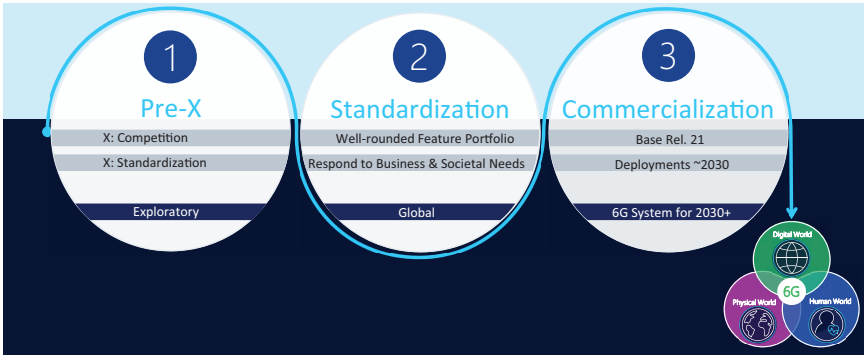 1
Pre-X
X: Competition
X: Standardization
Exploratory
2
Standardization
Well-rounded Feature Portfolio
Respond to Business & Societal Needs
Global
3
Commercialization
Base Rel. 21
Deployments ~2030
6G System for 2030+
Digital World
6G
Physical World
Human World